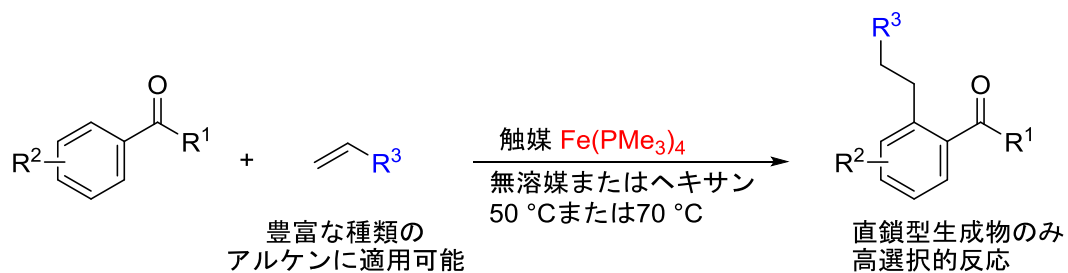 R³
O
O
R¹
R¹
R²
+
R³
触媒 Fe(PMe₃)₄
R²
無溶媒またはヘキサン
50 °Cまたは70 °C
豊富な種類の
アルケンに適用可能
直鎖型生成物のみ
高選択的反応